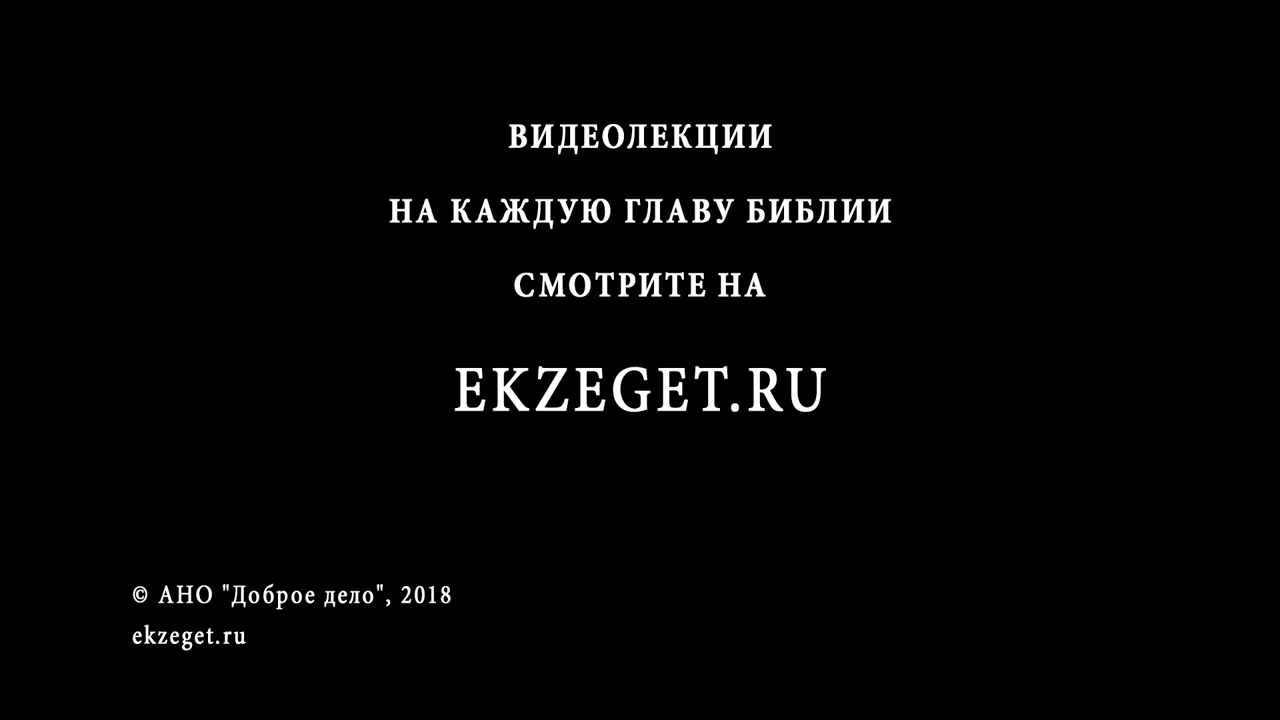 ВИДЕОЛЕКЦИИ
НА КАЖДУЮ ГЛАВУ БИБЛИИ
СМОТРИТЕ НА
EKZEGET.RU
© АНО "Доброе дело", 2018
ekzeget.ru